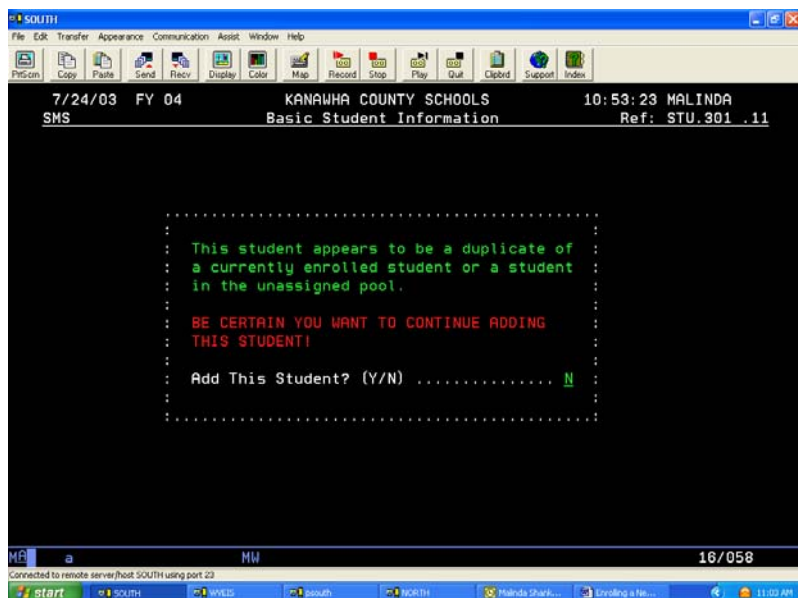 SOUTH
File Edit Transfer Appearance Communication Assist Window Help
PrtScrn Copy Paste Send Recv Display Color Map Record Stop Play Quit Clipbrd Support Index
7/24/03 FY 04 KANAWHA COUNTY SCHOOLS 10:53:23 MALINDA
SMS Basic Student Information Ref: STU.301 .11
This student appears to be a duplicate of
a currently enrolled student or a student
in the unassigned pool.
BE CERTAIN YOU WANT TO CONTINUE ADDING
THIS STUDENT!
Add This Student? (Y/N) ............... N
MA a MW 16/058
Connected to remote server/host SOUTH using port 23
start SOUTH WVEIS psouth NORTH Malinda Shank... Enrolling a Ne... 11:03 AM